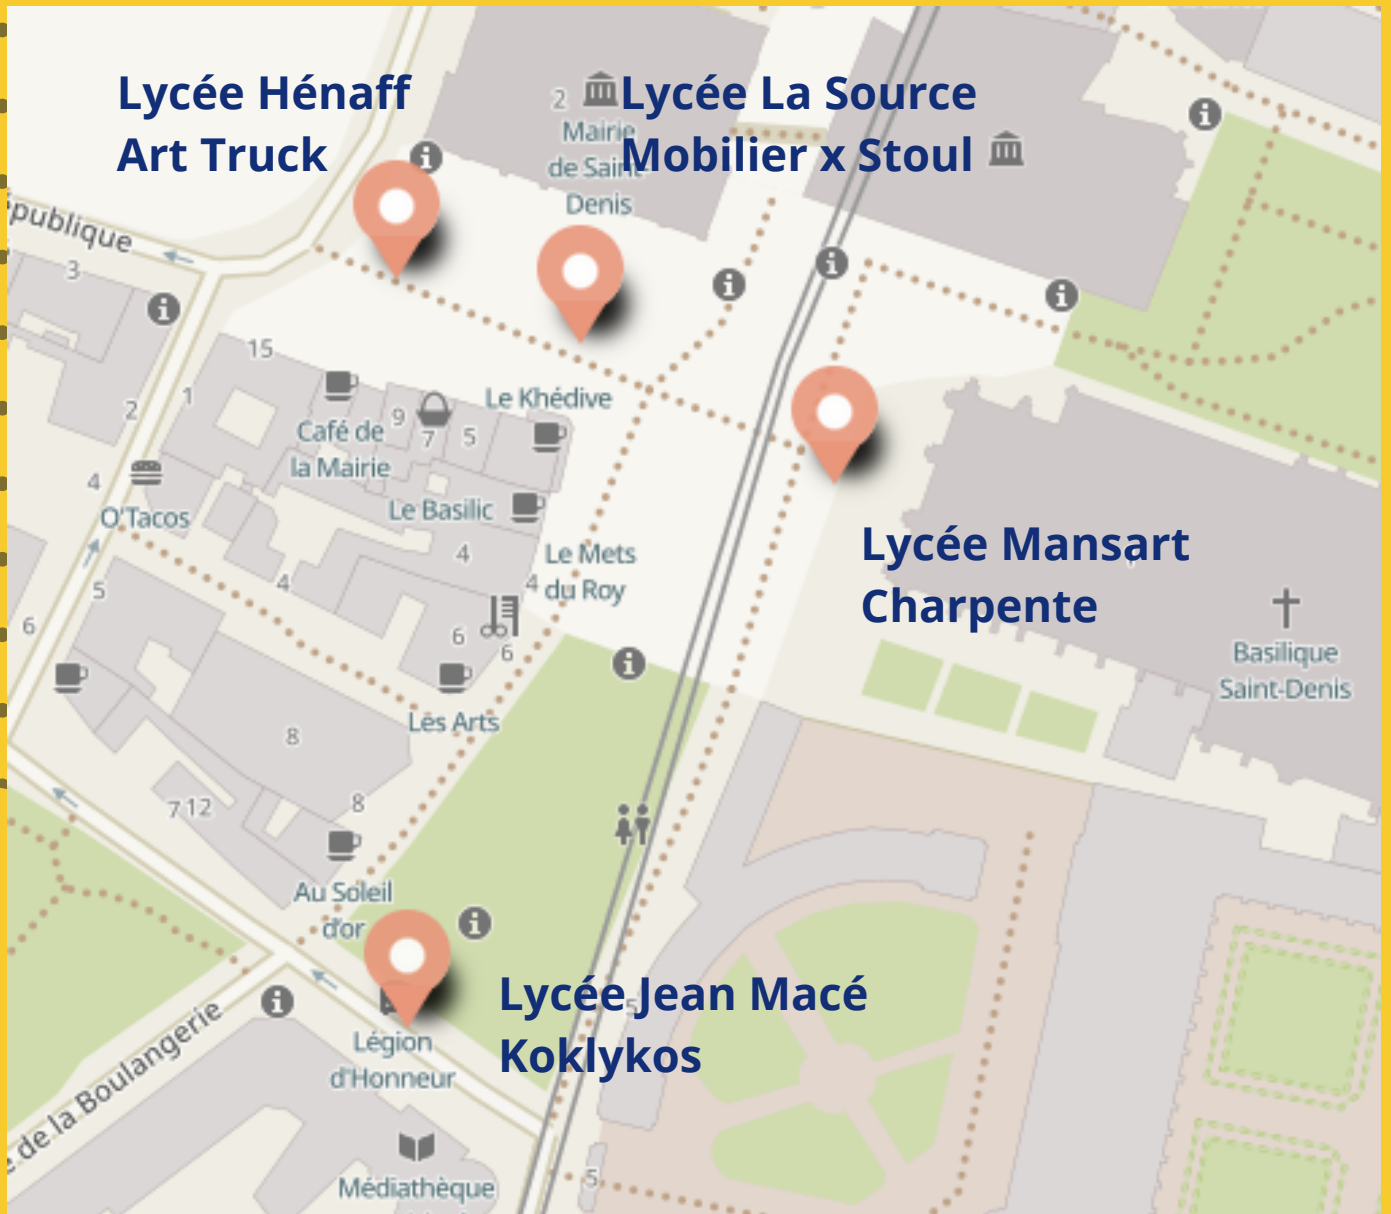 Lycée Hénaff
Art Truck
Lycée La Source
Mobilier x Stoul
2
Mairie
de Saint-
Denis
épublique
3
15
1
2
9
7
5
Le Khédive
Café de
la Mairie
4
O'Tacos
Le Basilic
4
Le Mets
du Roy
4
4
5
6
6
6
Lycée Mansart
Charpente
Basilique
Saint-Denis
Les Arts
8
7 12
8
Au Soleil
d'or
Lycée Jean Macé
Koklykos
5
Légion
d'Honneur
e de la Boulangerie
Médiathèque
5